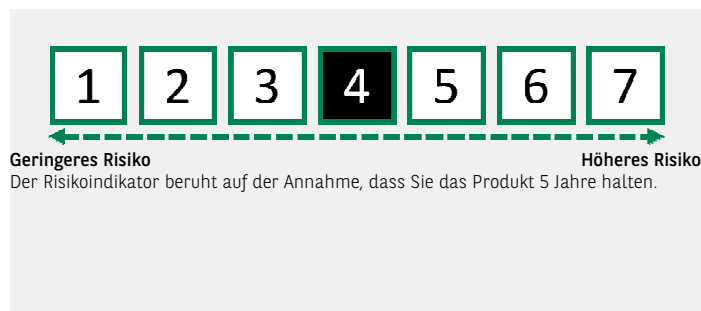 1 2 3 4 5 6 7
Geringeres Risiko Höheres Risiko
Der Risikoindikator beruht auf der Annahme, dass Sie das Produkt 5 Jahre halten.